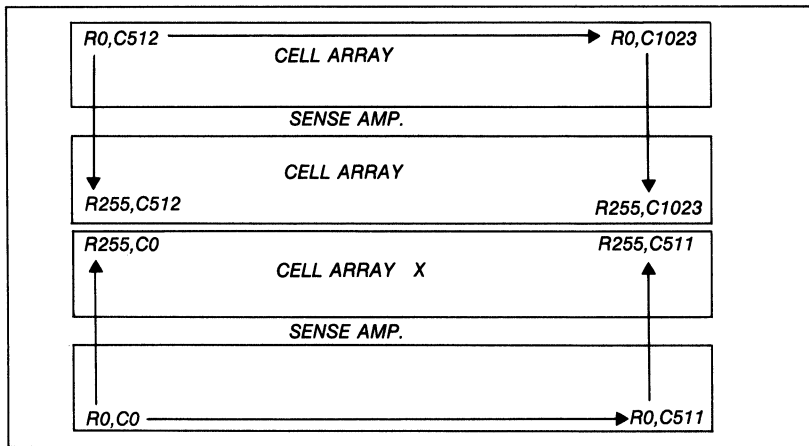 R0,C512 R0,C1023
CELL ARRAY
SENSE AMP.
CELL ARRAY
R255,C512 R255,C1023
R255,C0 R255,C511
CELL ARRAY X
SENSE AMP.
R0,C0 R0,C511